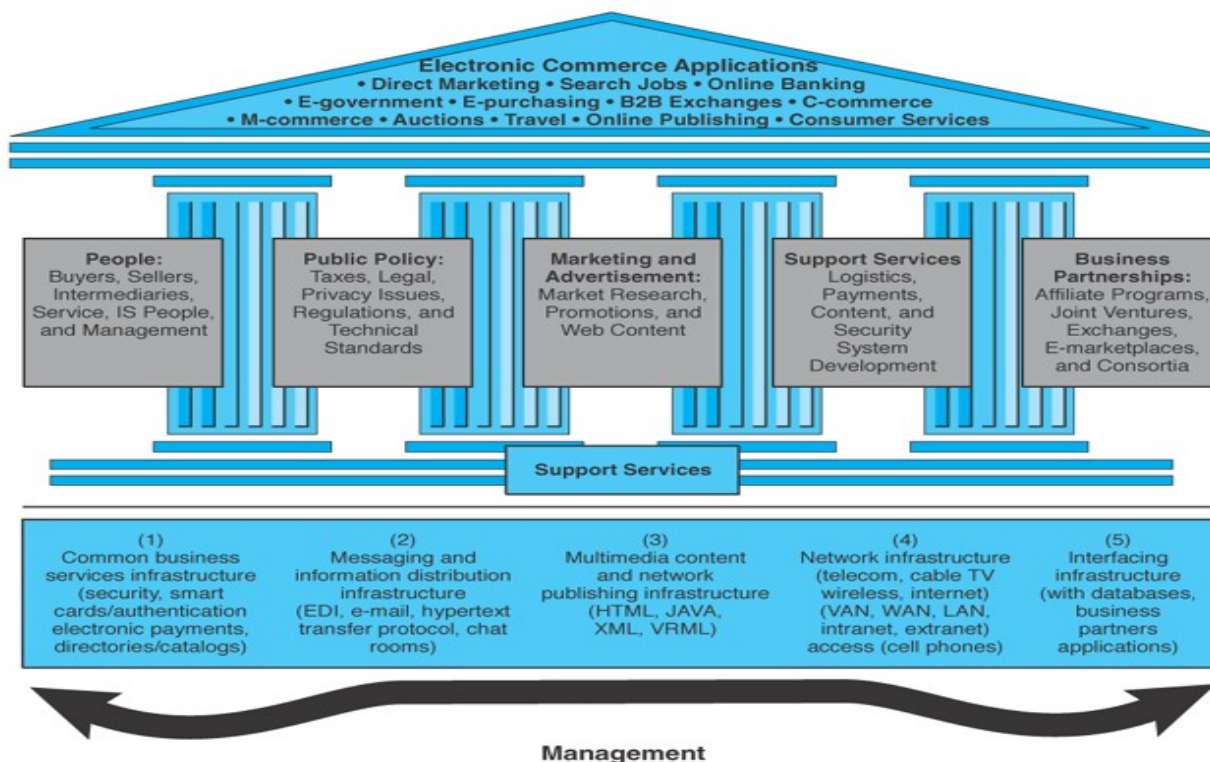 Electronic Commerce Applications
• Direct Marketing • Search Jobs • Online Banking
• E-government • E-purchasing • B2B Exchanges • C-commerce
• M-commerce • Auctions • Travel • Online Publishing • Consumer Services
People:
Buyers, Sellers,
Intermediaries,
Service, IS People,
and Management
Public Policy:
Taxes, Legal,
Privacy Issues,
Regulations, and
Technical
Standards
Marketing and
Advertisement:
Market Research,
Promotions, and
Web Content
Support Services
Logistics,
Payments,
Content, and
Security
System
Development
Business
Partnerships:
Affiliate Programs,
Joint Ventures,
Exchanges,
E-marketplaces,
and Consortia
Support Services
(1)
Common business
services infrastructure
(security, smart
cards/authentication
electronic payments,
directories/catalogs)
(2)
Messaging and
information distribution
infrastructure
(EDI, e-mail, hypertext
transfer protocol, chat
rooms)
(3)
Multimedia content
and network
publishing infrastructure
(HTML, JAVA,
XML, VRML)
(4)
Network infrastructure
(telecom, cable TV
wireless, internet)
(VAN, WAN, LAN,
intranet, extranet)
access (cell phones)
(5)
Interfacing
infrastructure
(with databases,
business
partners
applications)
Management